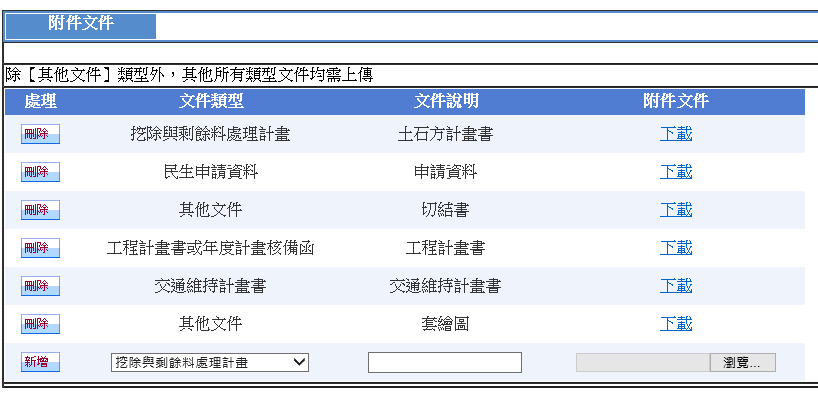 附件文件
除【其他文件】類型外，其他所有類型文件均需上傳
處理 文件類型 文件說明 附件文件
刪除 挖除與剩餘料處理計畫 土石方計畫書 下載
刪除 民生申請資料 申請資料 下載
刪除 其他文件 切結書 下載
刪除 工程計畫書或年度計畫核備函 工程計畫書 下載
刪除 交通維持計畫書 交通維持計畫書 下載
刪除 其他文件 套繪圖 下載
新增 挖除與剩餘料處理計畫 瀏覽...